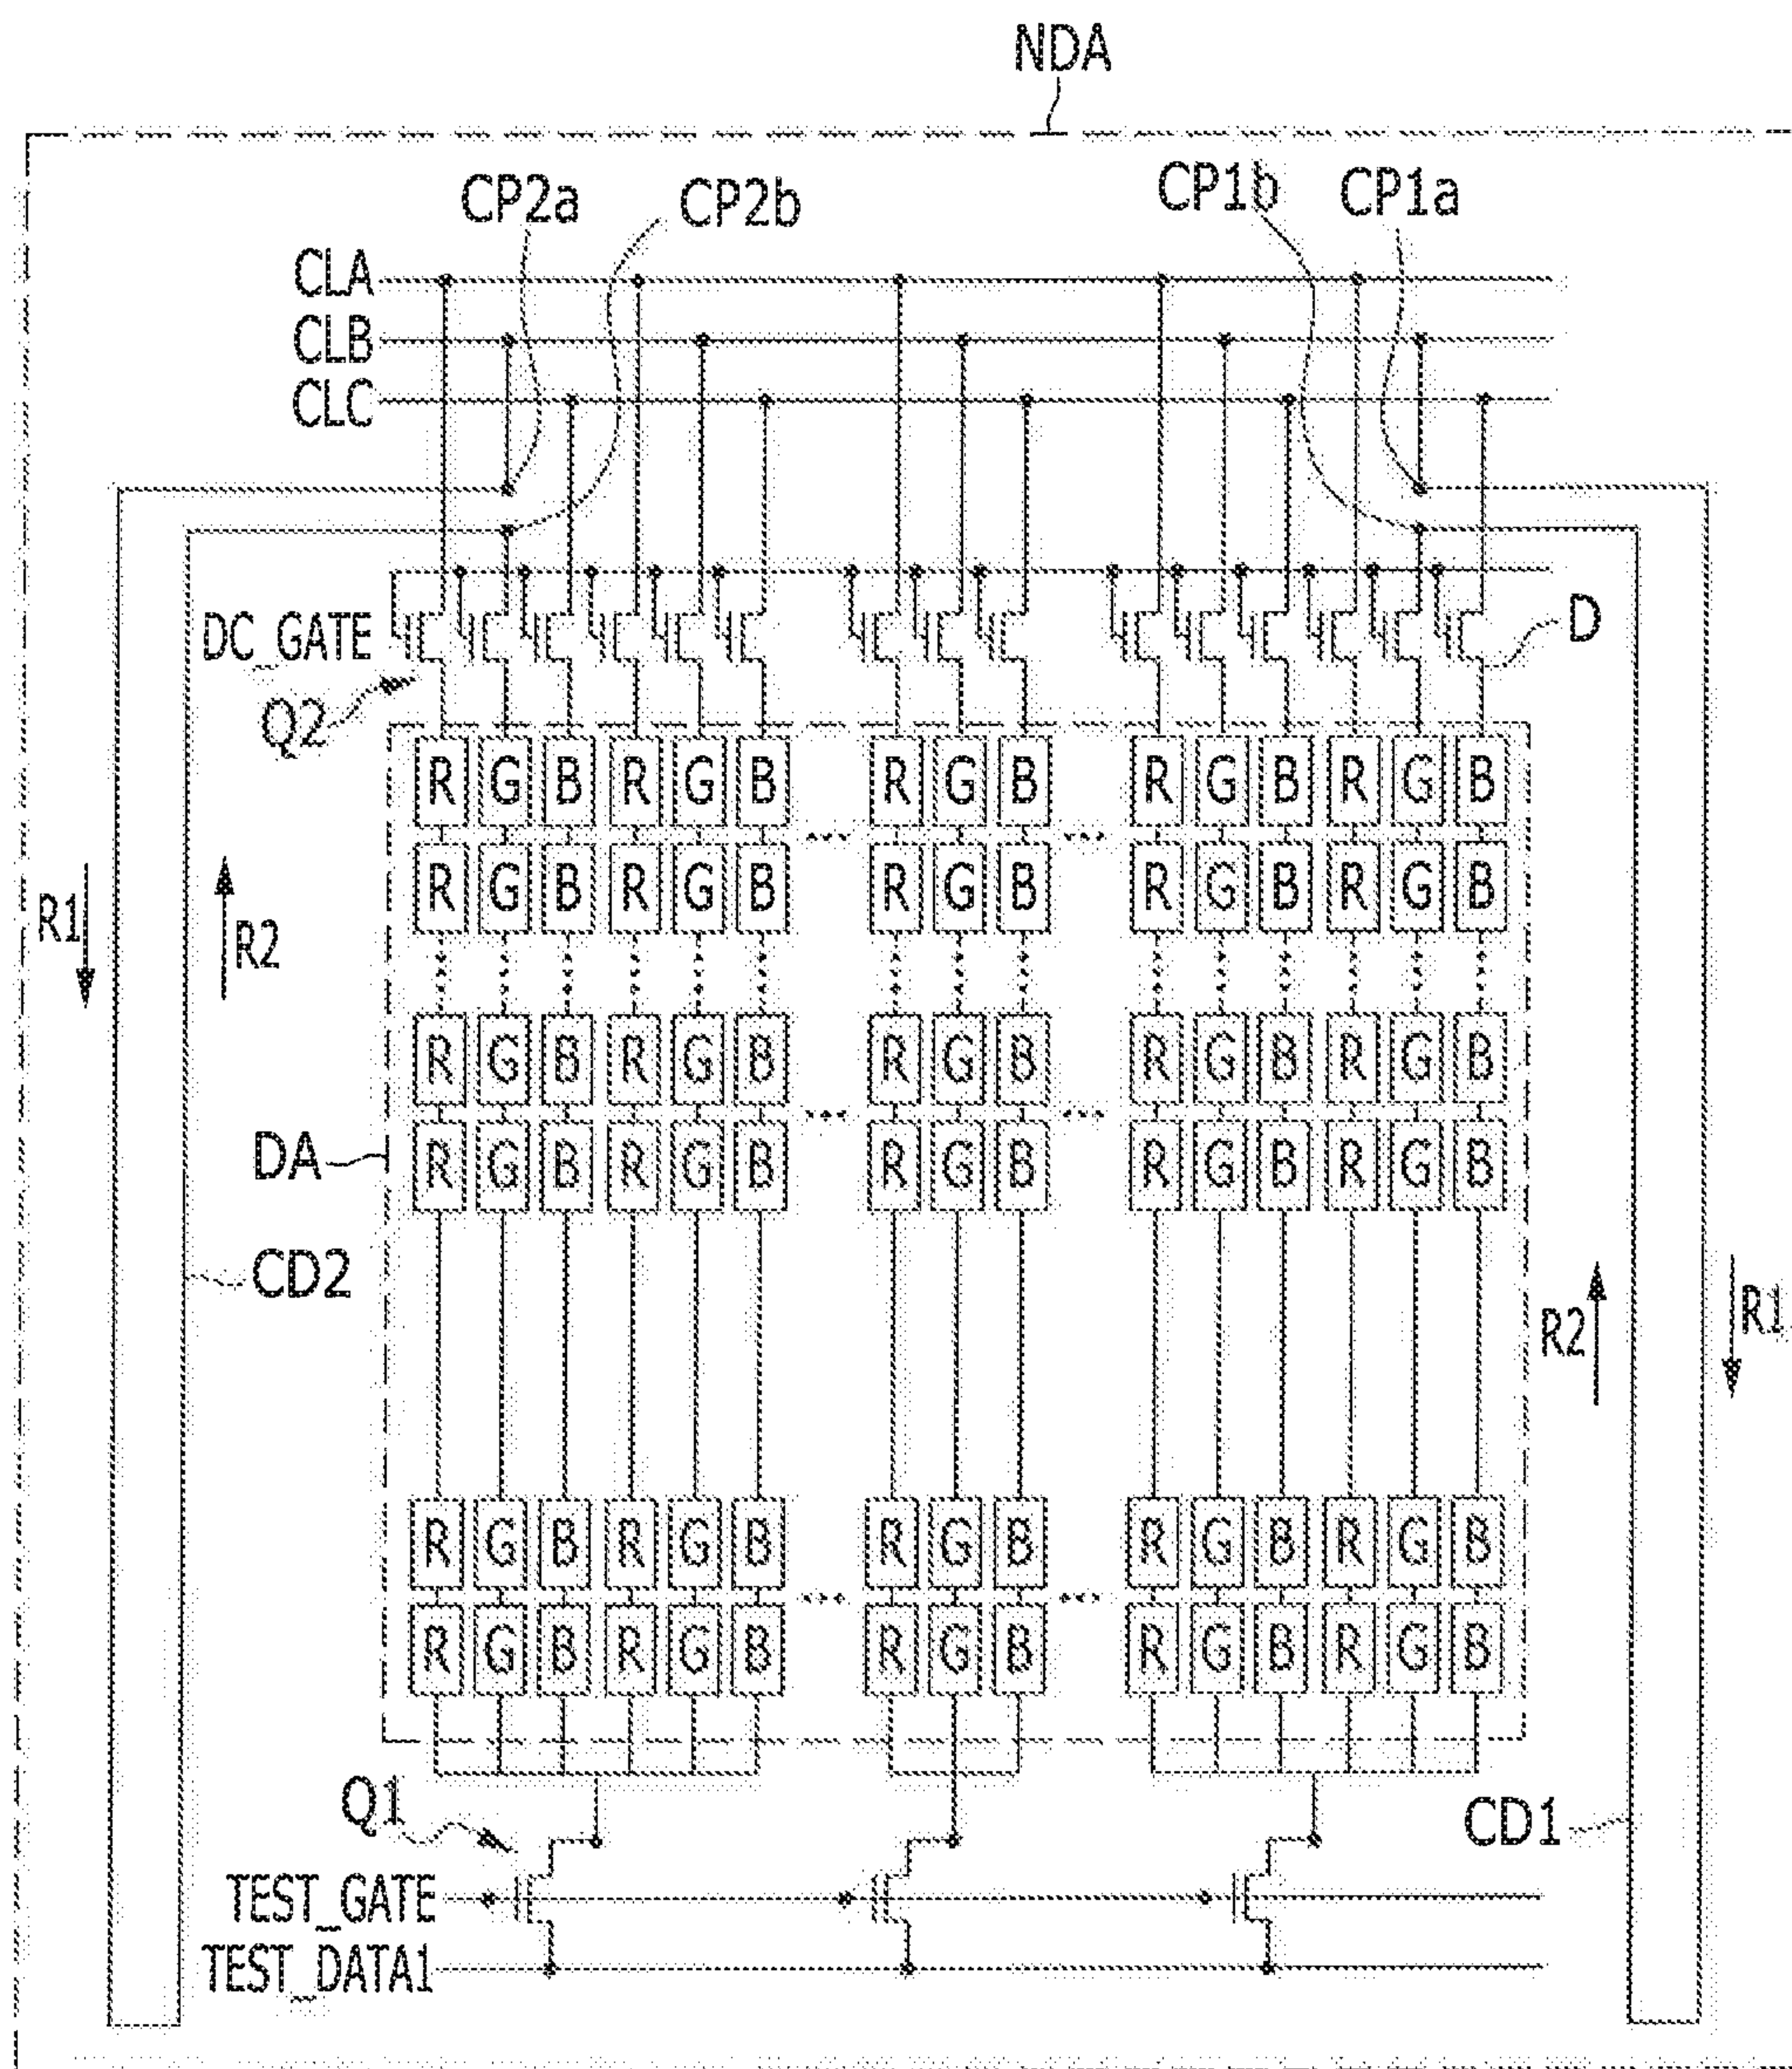 NDA
CP2a CP2b CP1b CP1a
CLA
CLB
CLC
DC_GATE
D
Q2
R G B R G B ... R G B ... R G B R G B
R G B R G B R G B R G B R G B
R1 R2
R G B R G B ... R G B ... R G B R G B
DA R G B R G B R G B R G B R G B
CD2
R2 R1
R G B R G B ... R G B ... R G B R G B
R G B R G B R G B R G B R G B
Q1
CD1
TEST_GATE
TEST_DATA1